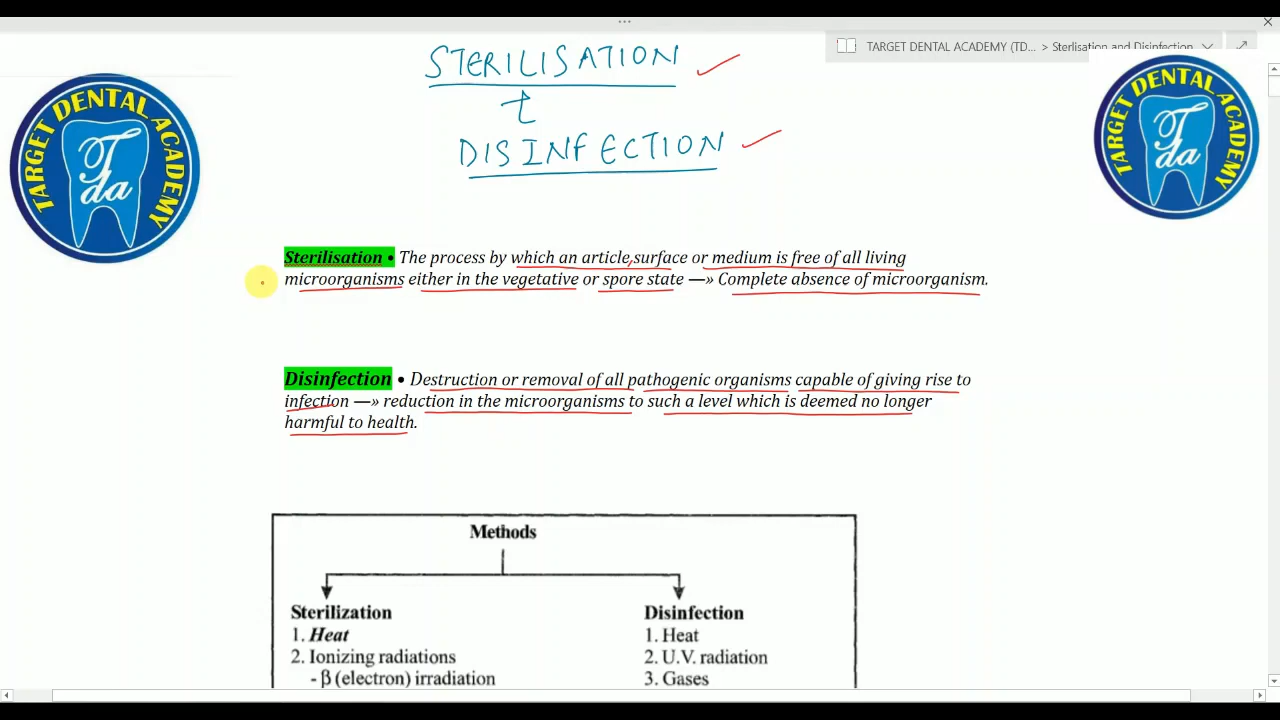 TARGET DENTAL ACADEMY (TD... > Sterlisation and Disinfection
STERILISATION
t
DISINFECTION
TARGET DENTAL ACADEMY
Tda
TARGET DENTAL ACADEMY
Tda
Sterilisation • The process by which an article,surface or medium is free of all living
microorganisms either in the vegetative or spore state —» Complete absence of microorganism.
Disinfection • Destruction or removal of all pathogenic organisms capable of giving rise to
infection —» reduction in the microorganisms to such a level which is deemed no longer
harmful to health.
Methods
Sterilization
Disinfection
1. Heat
1. Heat
2. Ionizing radiations
2. U.V. radiation
- β (electron) irradiation
3. Gases